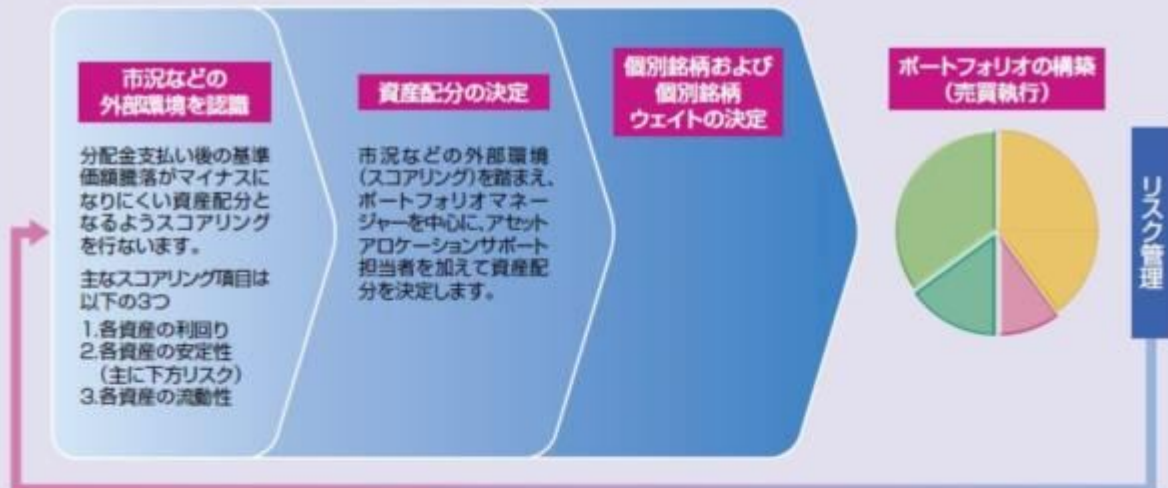 市況などの
外部環境を認識
分配金支払い後の基準
価額騰落がマイナスに
なりにくい資産配分と
なるようスコアリング
を行ないます。
主なスコアリング項目は
以下の3つ
1.各資産の利回り
2.各資産の安定性
(主に下方リスク)
3.各資産の流動性
資産配分の決定
市況などの外部環境
(スコアリング)を踏まえ、
ポートフォリオマネー
ジャーを中心に、アセット
アロケーションサポート
担当者を加えて資産配
分を決定します。
個別銘柄および
個別銘柄
ウェイトの決定
ポートフォリオの構築
(売買執行)
リスク管理